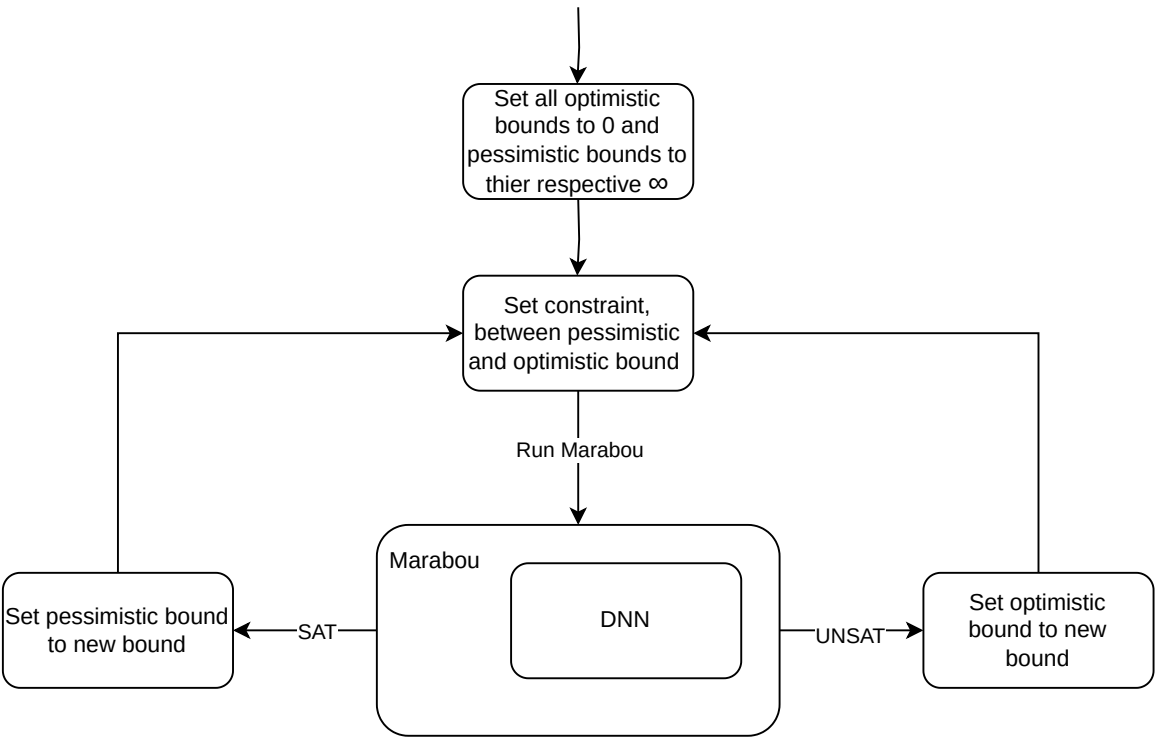 Set all optimistic
bounds to 0 and
pessimistic bounds to
thier respective ∞
Set constraint,
between pessimistic
and optimistic bound
Run Marabou
Marabou
DNN
SAT
UNSAT
Set pessimistic bound
to new bound
Set optimistic
bound to new
bound